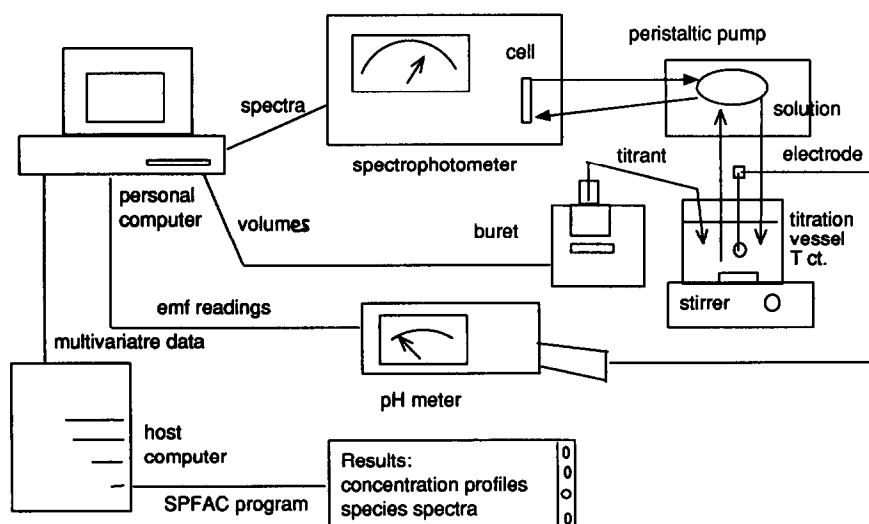 peristaltic pump
cell
solution
spectra
spectrophotometer
titrant
electrode
personal
computer
volumes
buret
titration
vessel
T ct.
stirrer
emf readings
multivariatre data
pH meter
host
computer
SPFAC program
Results:
concentration profiles
species spectra